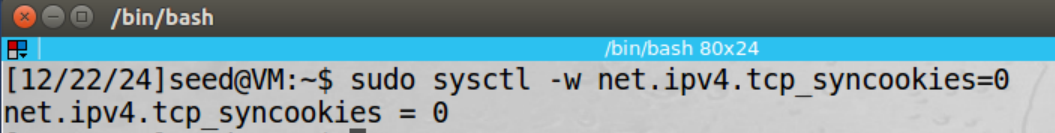 /bin/bash
/bin/bash 80x24
[12/22/24]seed@VM:~$ sudo sysctl -w net.ipv4.tcp_syncookies=0
net.ipv4.tcp_syncookies = 0